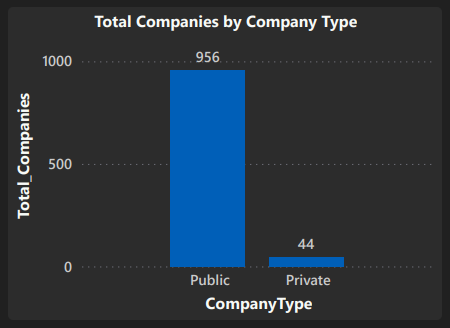 Total Companies by Company Type
Total_Companies
1000
500
0
956
44
Public
Private
CompanyType